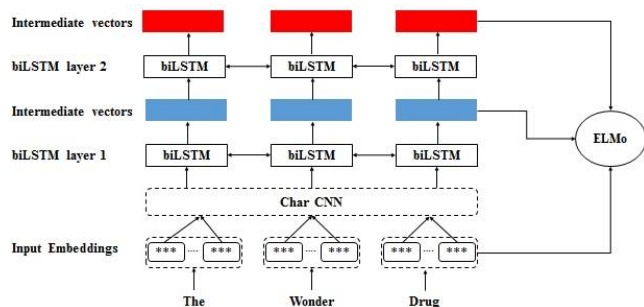 Intermediate vectors
biLSTM layer 2 biLSTM biLSTM biLSTM
Intermediate vectors
ELMo
biLSTM layer 1 biLSTM biLSTM biLSTM
Char CNN
Input Embeddings *** .... *** *** .... *** *** .... ***
The Wonder Drug